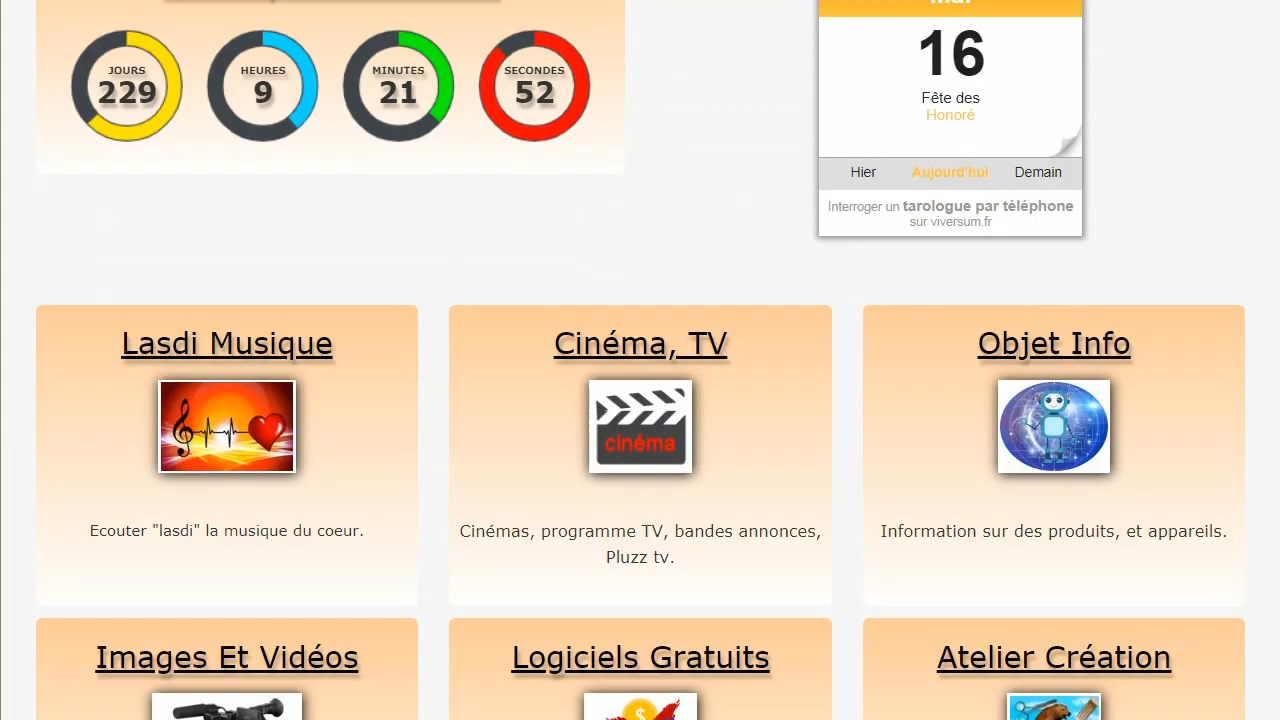 JOURS
229
HEURES
9
MINUTES
21
SECONDES
52
16
Fête des
Honoré
Hier Aujourd'hui Demain
Interroger un tarologue par téléphone
sur viversum.fr
Lasdi Musique
Cinéma, TV
Objet Info
cinéma
Ecouter "lasdi" la musique du coeur.
Cinémas, programme TV, bandes annonces,
Pluzz tv.
Information sur des produits, et appareils.
Images Et Vidéos
Logiciels Gratuits
Atelier Création
$